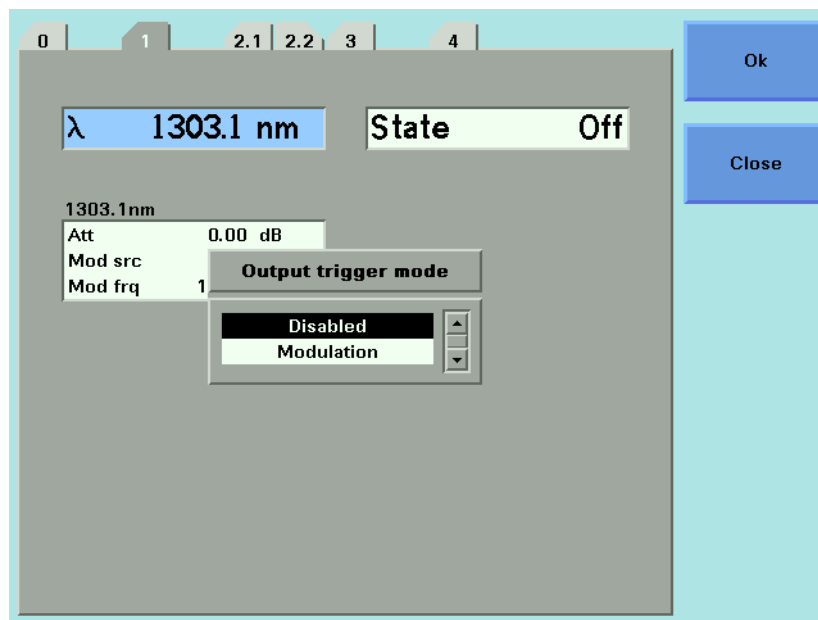 0 1 2.1 2.2 3 4
Ok
λ 1303.1 nm State Off
Close
1303.1nm
Att 0.00 dB
Mod src
Mod frq 1
Output trigger mode
Disabled
Modulation